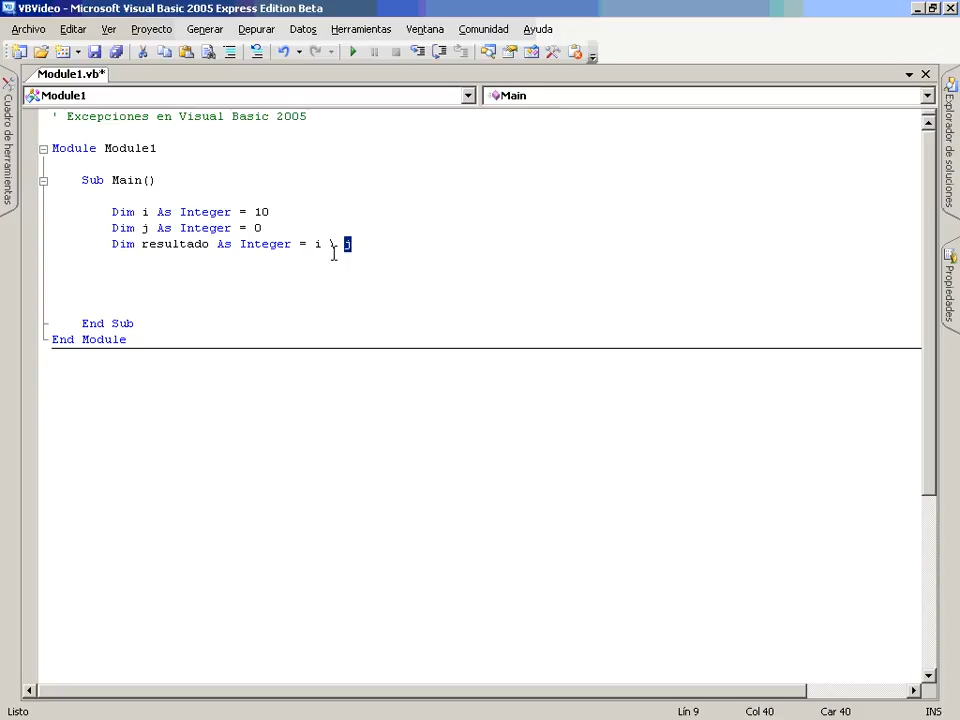 VBVideo - Microsoft Visual Basic 2005 Express Edition Beta
Archivo Editar Ver Proyecto Generar Depurar Datos Herramientas Ventana Comunidad Ayuda
Module1.vb*
Module1 Main
Cuadro de herramientas
Explorador de soluciones
Propiedades
' Excepciones en Visual Basic 2005
Module Module1
Sub Main()
Dim i As Integer = 10
Dim j As Integer = 0
Dim resultado As Integer = i \ j
End Sub
End Module
Listo Lín 9 Col 40 Car 40 INS